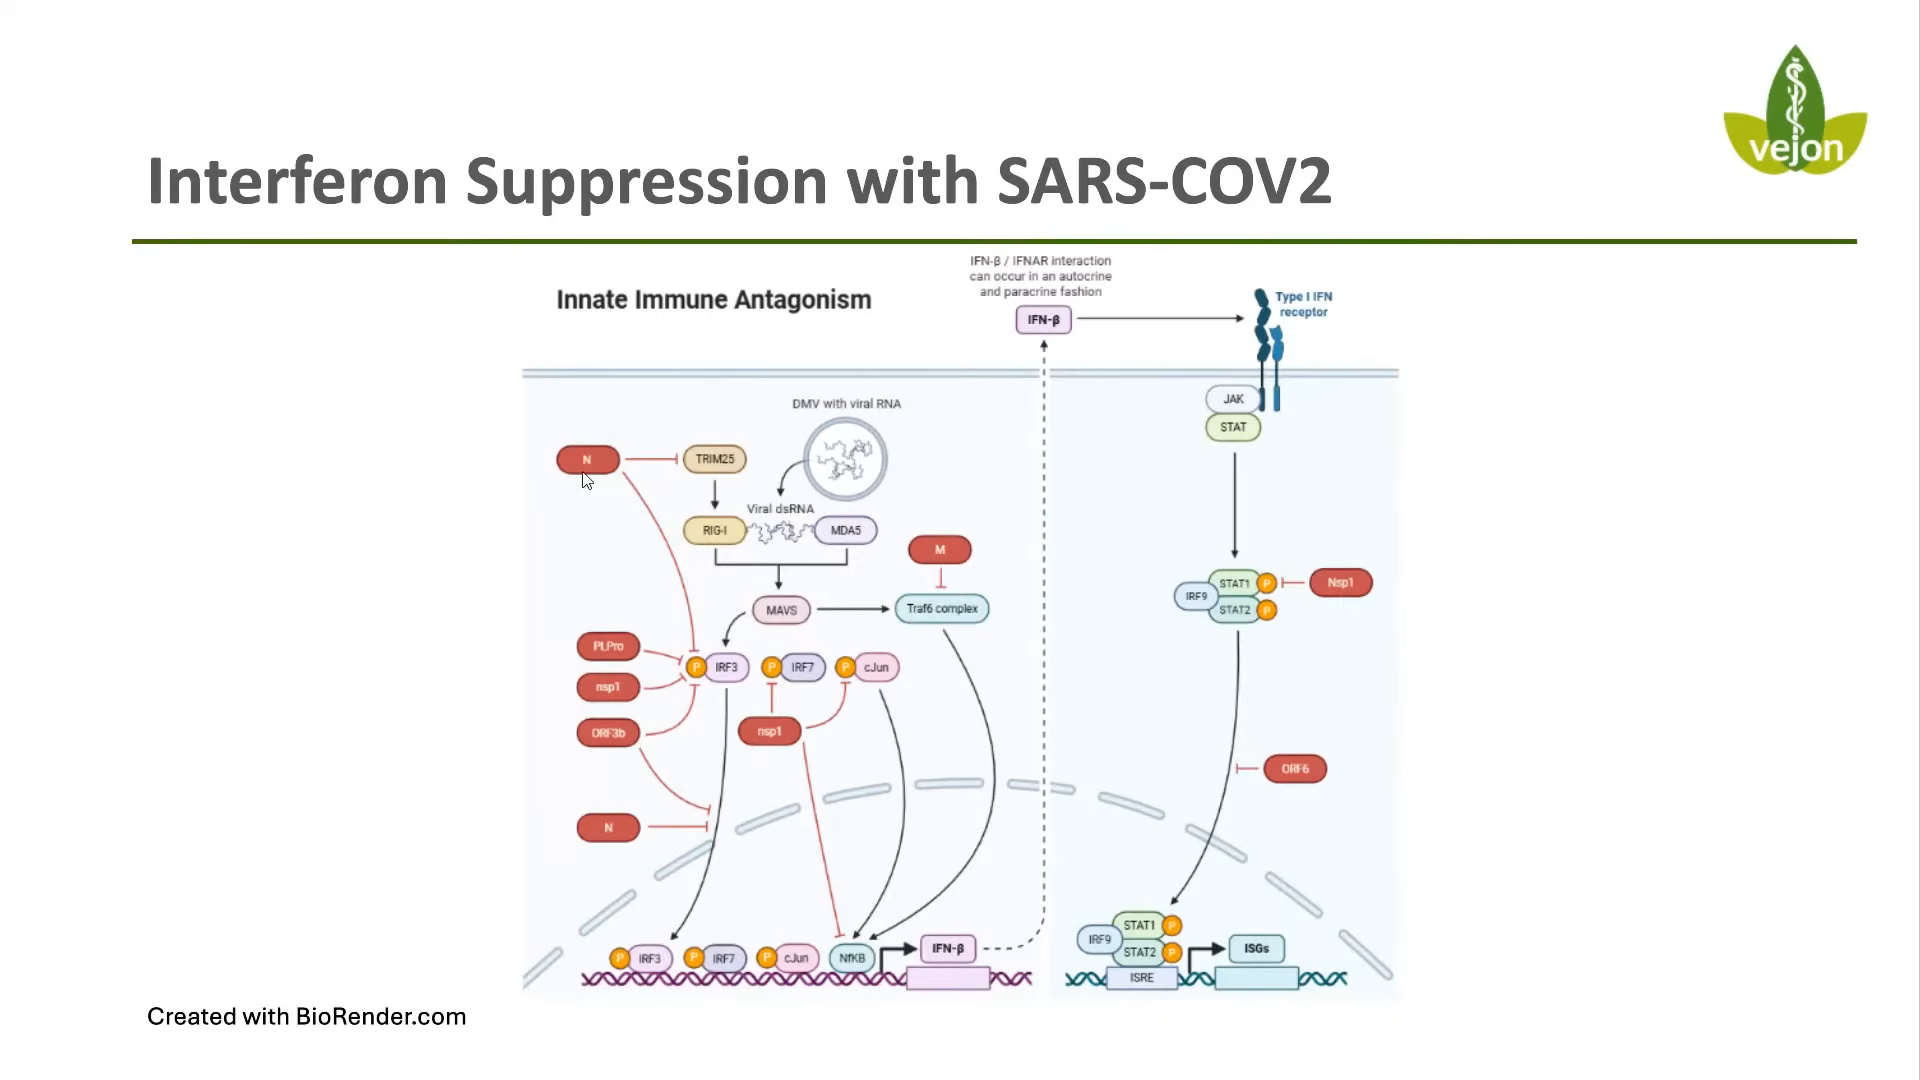 vejon
Interferon Suppression with SARS-COV2
Innate Immune Antagonism
IFN-β / IFNAR interaction
can occur in an autocrine
and paracrine fashion
IFN-β
Type I IFN
receptor
DMV with viral RNA
JAK
STAT
N
TRIM25
Viral dsRNA
RIG-I
MDA5
M
MAVS
Traf6 complex
STAT1
P
Nsp1
IRF9
STAT2
P
PLPro
P
IRF3
P
IRF7
P
cJun
nsp1
ORF3b
nsp1
ORF6
N
P
IRF3
P
IRF7
P
cJun
NfKB
IFN-β
STAT1
P
IRF9
STAT2
P
ISGs
ISRE
Created with BioRender.com